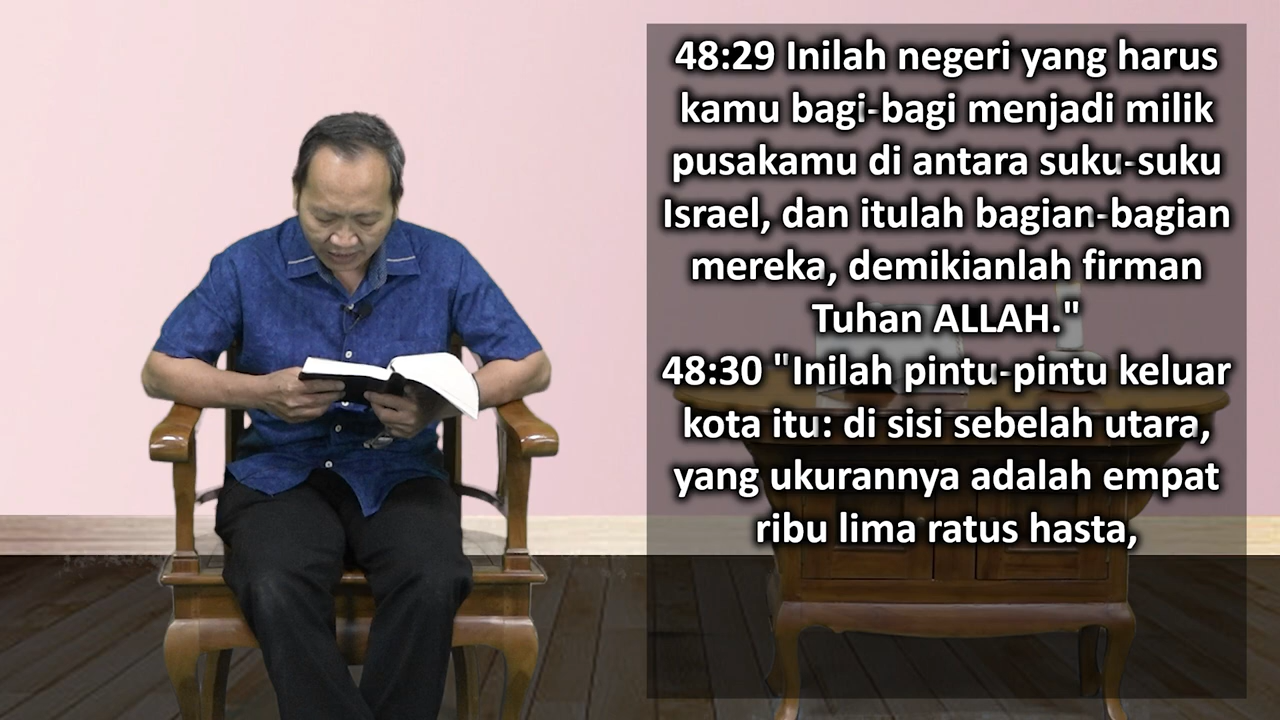 48:29 Inilah negeri yang harus
kamu bagi-bagi menjadi milik
pusakamu di antara suku-suku
Israel, dan itulah bagian-bagian
mereka, demikianlah firman
Tuhan ALLAH."
48:30 "Inilah pintu-pintu keluar
kota itu: di sisi sebelah utara,
yang ukurannya adalah empat
ribu lima ratus hasta,